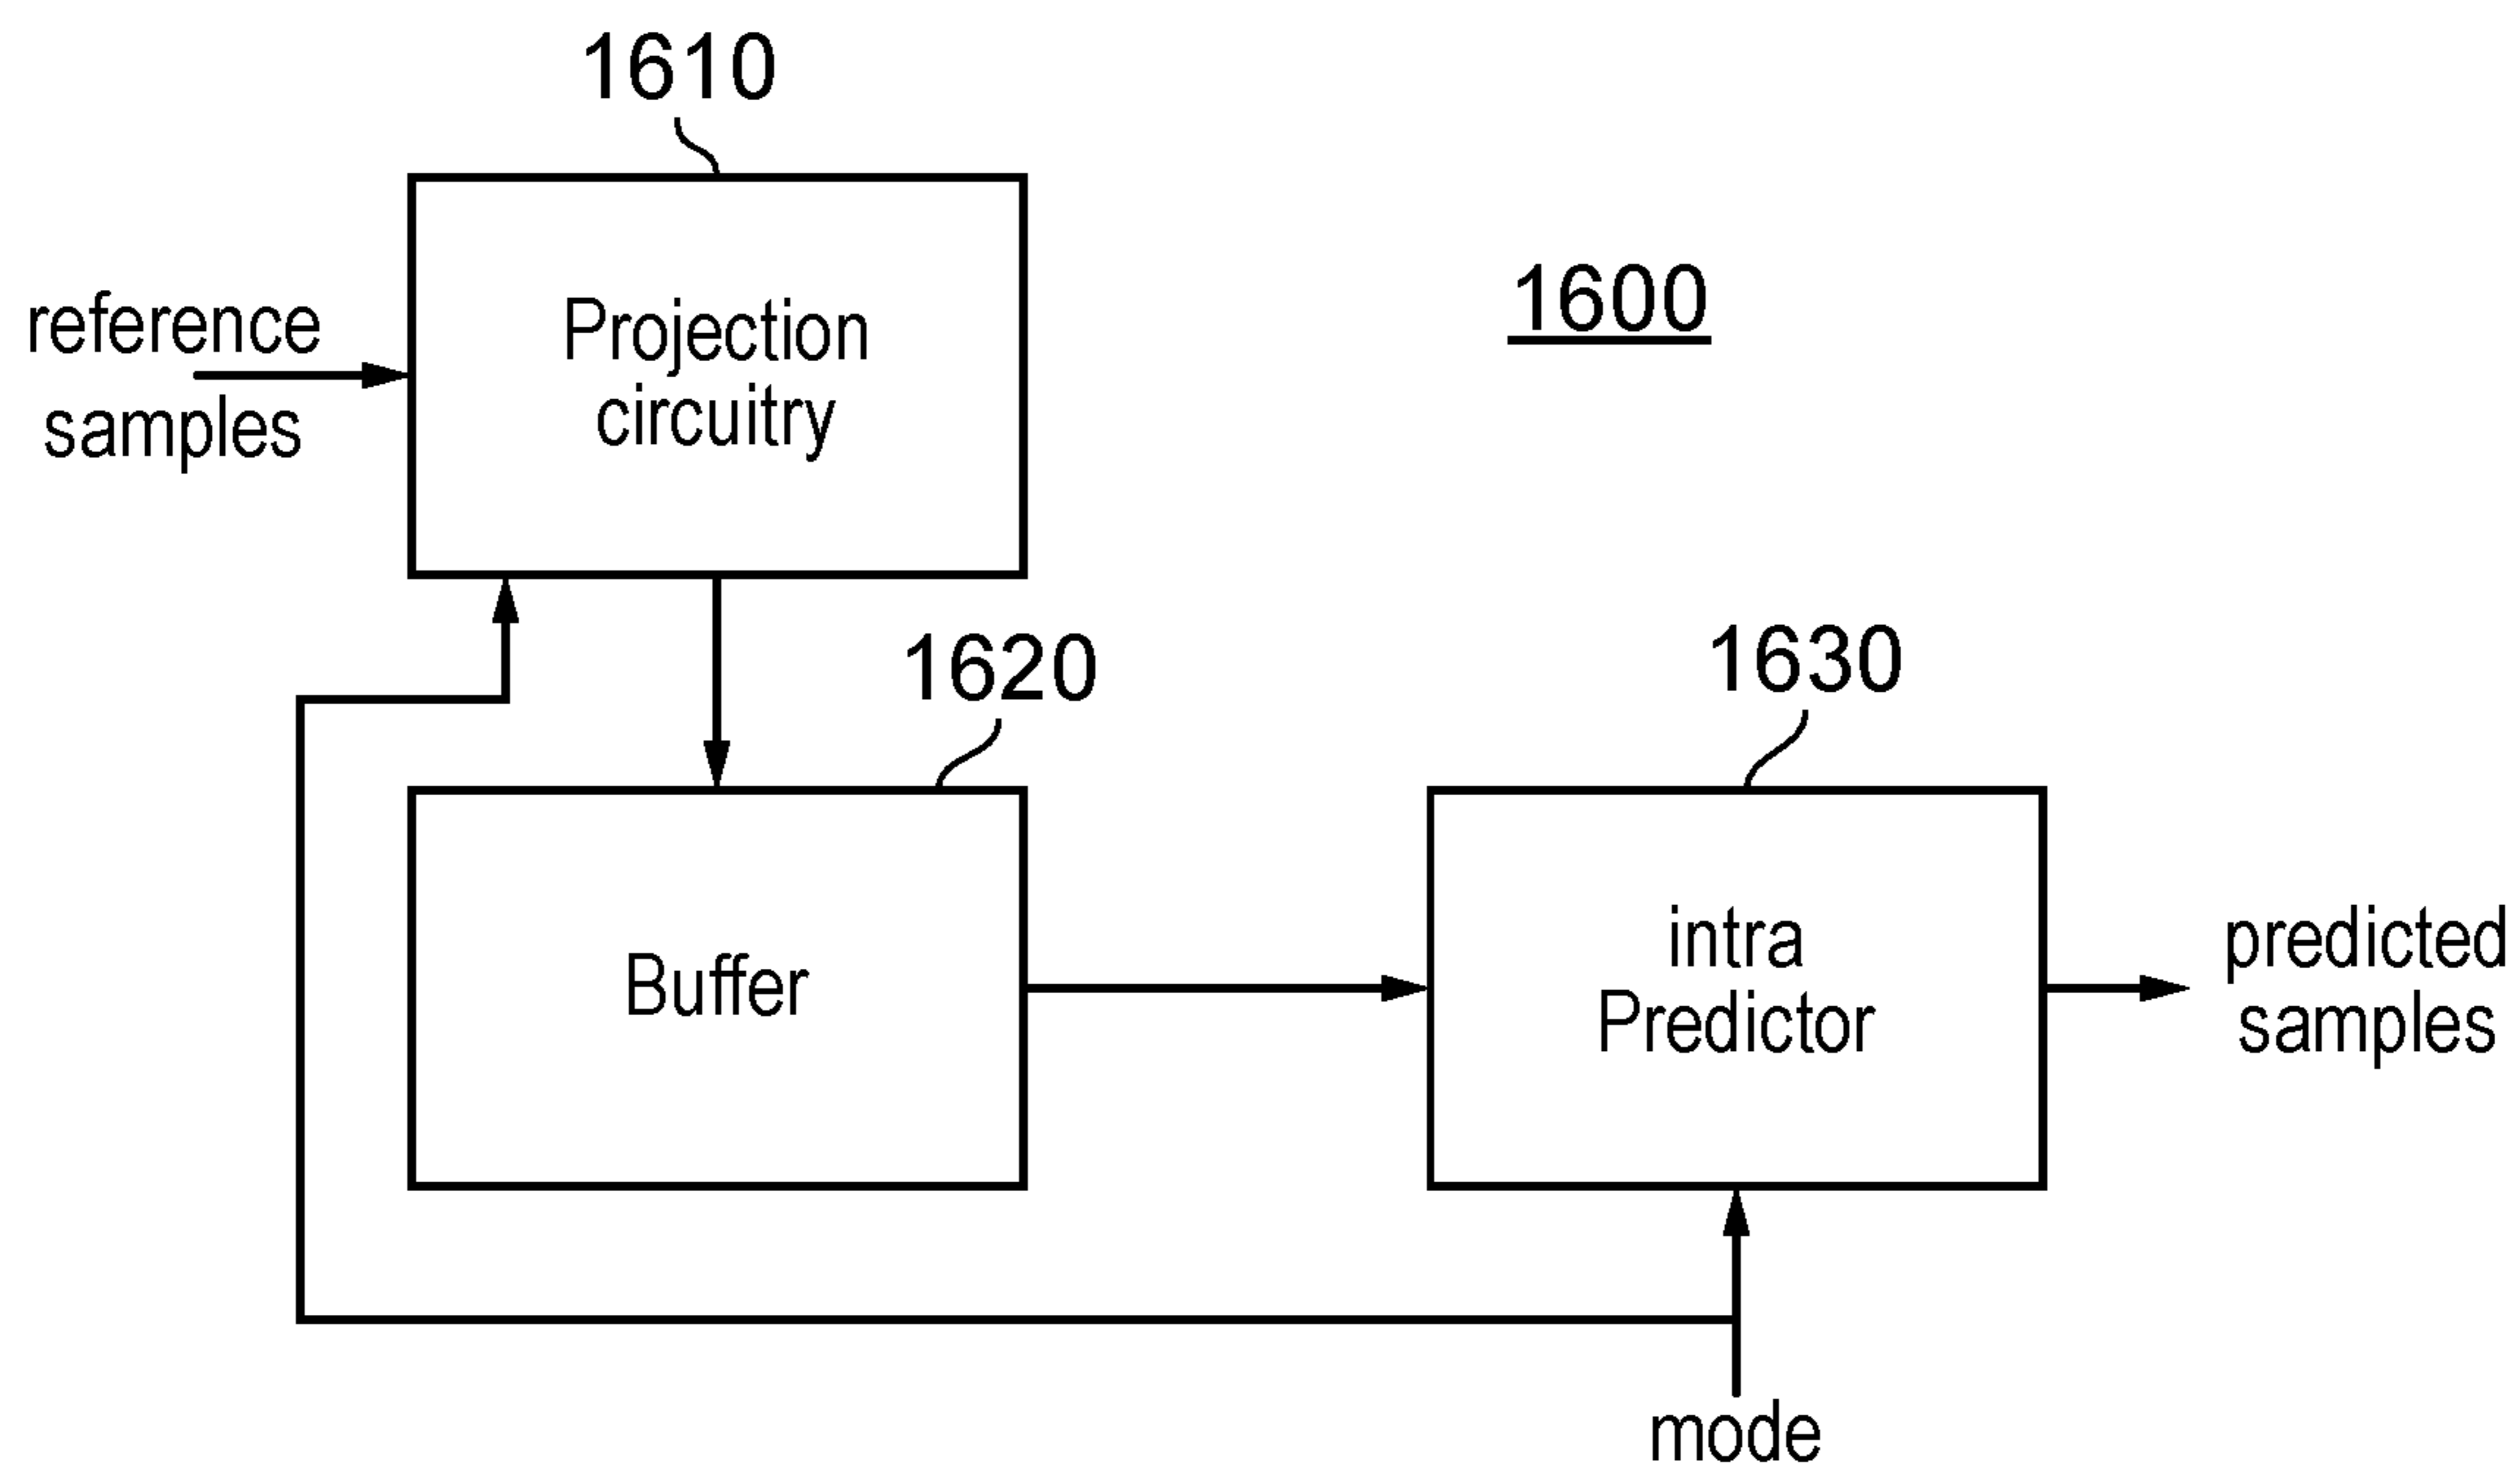 1610
reference
samples
Projection
circuitry
1600
1620
1630
Buffer
intra
Predictor
predicted
samples
mode